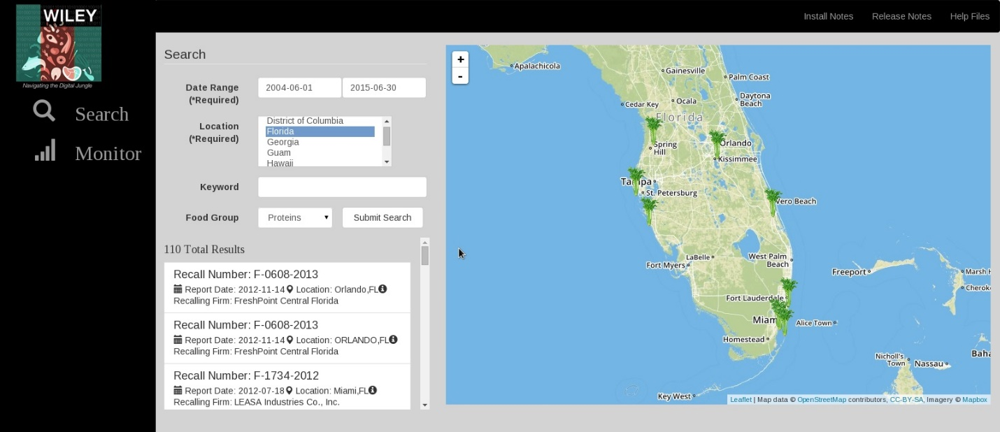 WILEY
Navigating the Digital Jungle
Search
Monitor
Install Notes Release Notes Help Files
Search
Date Range
(*Required)
2004-06-01 2015-06-30
Location
(*Required)
District of Columbia
Florida
Georgia
Guam
Hawaii
Keyword
Food Group Proteins Submit Search
110 Total Results
Recall Number: F-0608-2013
Report Date: 2012-11-14 Location: Orlando,FL
Recalling Firm: FreshPoint Central Florida
Recall Number: F-0608-2013
Report Date: 2012-11-14 Location: ORLANDO,FL
Recalling Firm: FreshPoint Central Florida
Recall Number: F-1734-2012
Report Date: 2012-07-18 Location: Miami,FL
Recalling Firm: LEASA Industries Co., Inc.
+
-
Apalachicola
Gainesville
Palm Coast
Daytona
Beach
Cedar Key
Ocala
Florida
Spring
Hill
Orlando
Kissimmee
Tampa
St. Petersburg
Vero Beach
LaBelle
Fort Myers
West Palm
Beach
Freeport
Marsh H
Cherok
Fort Lauderdale
Miam
Alice Town
Homestead
Nicholl's
Town
Nassau
Baha
Key West
Leaflet | Map data © OpenStreetMap contributors, CC-BY-SA, Imagery © Mapbox